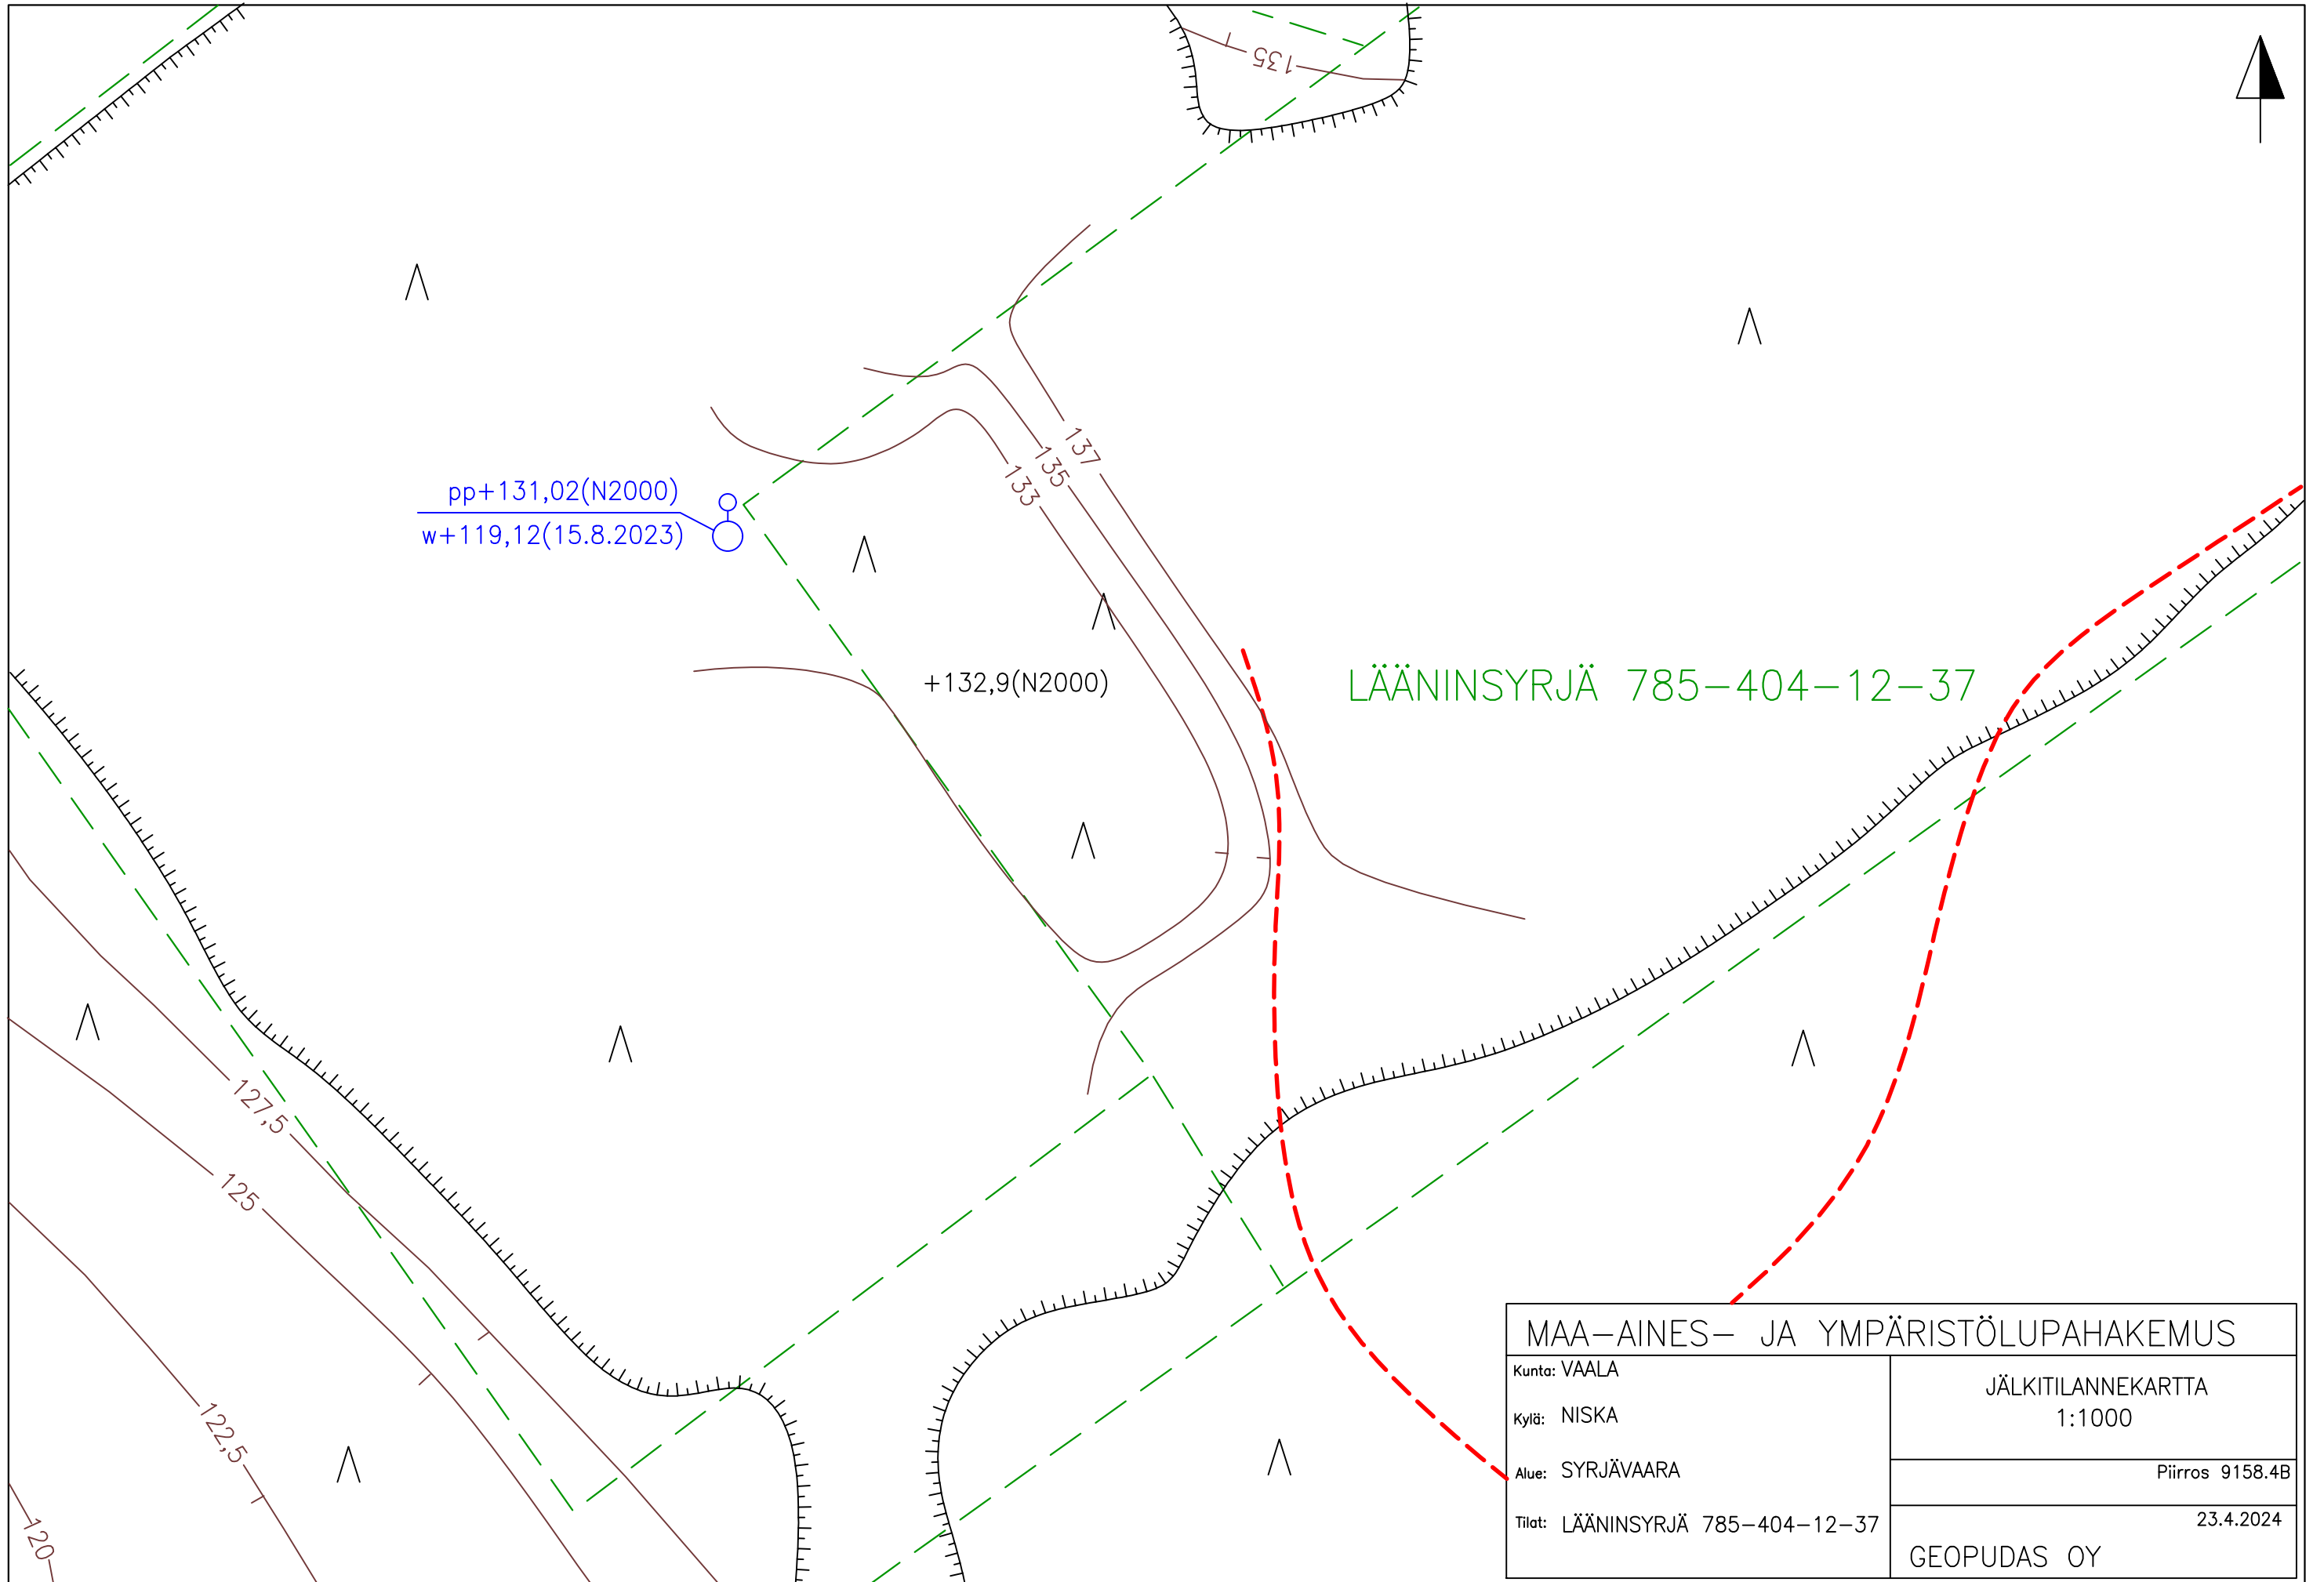 135
137
135
133
pp+131,02(N2000)
w+119,12(15.8.2023)
+132,9(N2000)
LÄÄNINSYRJÄ 785-404-12-37
127,5
125
122,5
120
MAA-AINES- JA YMPÄRISTÖLUPAHAKEMUS
Kunta: VAALA
Kylä: NISKA
Alue: SYRJÄVAARA
Tilat: LÄÄNINSYRJÄ 785-404-12-37
JÄLKITILANNEKARTTA
1:1000
Piirros 9158.4B
23.4.2024
GEOPUDAS OY